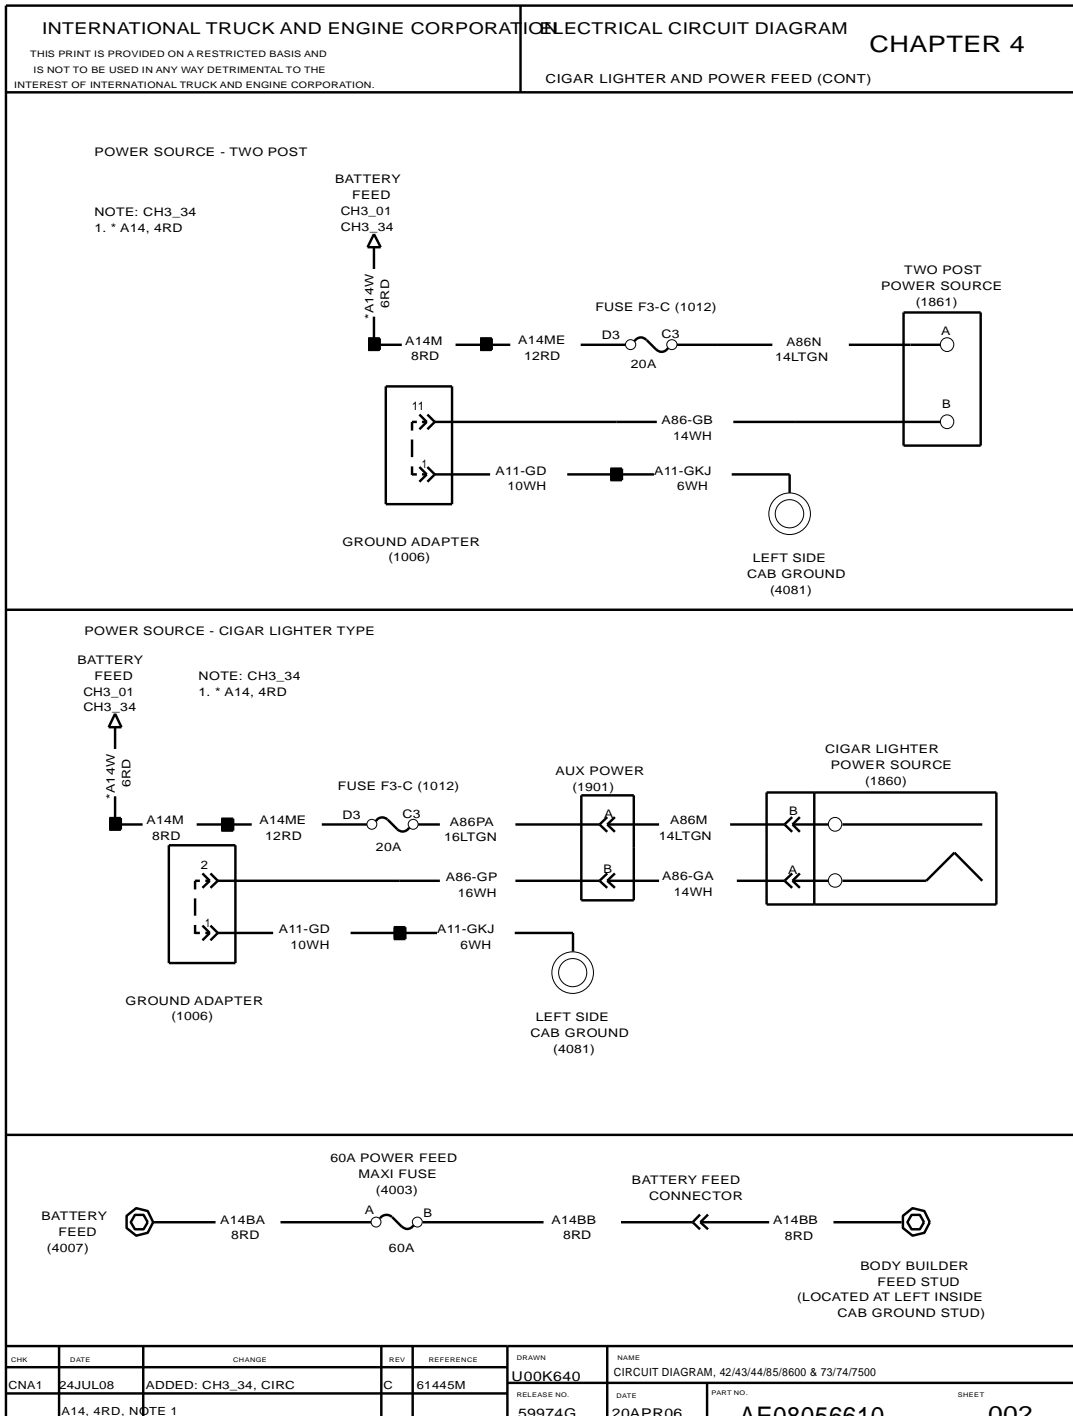 INTERNATIONAL TRUCK AND ENGINE CORPORATION
THIS PRINT IS PROVIDED ON A RESTRICTED BASIS AND
IS NOT TO BE USED IN ANY WAY DETRIMENTAL TO THE
INTEREST OF INTERNATIONAL TRUCK AND ENGINE CORPORATION.
ELECTRICAL CIRCUIT DIAGRAM
CHAPTER 4
CIGAR LIGHTER AND POWER FEED (CONT)
POWER SOURCE - TWO POST
NOTE: CH3_34
1. * A14, 4RD
BATTERY
FEED
CH3_01
CH3_34
*A14W
6RD
A14M
8RD
A14ME
12RD
FUSE F3-C (1012)
D3
C3
20A
A86N
14LTGN
TWO POST
POWER SOURCE
(1861)
A
B
11
A86-GB
14WH
1
A11-GD
10WH
A11-GKJ
6WH
GROUND ADAPTER
(1006)
LEFT SIDE
CAB GROUND
(4081)
POWER SOURCE - CIGAR LIGHTER TYPE
BATTERY
FEED
CH3_01
CH3_34
NOTE: CH3_34
1. * A14, 4RD
*A14W
6RD
A14M
8RD
A14ME
12RD
FUSE F3-C (1012)
D3
C3
20A
A86PA
16LTGN
AUX POWER
(1901)
A
B
A86M
14LTGN
CIGAR LIGHTER
POWER SOURCE
(1860)
B
A
2
A86-GP
16WH
A86-GA
14WH
1
A11-GD
10WH
A11-GKJ
6WH
GROUND ADAPTER
(1006)
LEFT SIDE
CAB GROUND
(4081)
60A POWER FEED
MAXI FUSE
(4003)
BATTERY
FEED
(4007)
A14BA
8RD
A
B
60A
A14BB
8RD
BATTERY FEED
CONNECTOR
A14BB
8RD
BODY BUILDER
FEED STUD
(LOCATED AT LEFT INSIDE
CAB GROUND STUD)
CHK DATE CHANGE REV REFERENCE
CNA1 24JUL08 ADDED: CH3_34, CIRC C 61445M
A14, 4RD, NOTE 1
DRAWN
U00K640
NAME
CIRCUIT DIAGRAM, 42/43/44/85/8600 & 73/74/7500
RELEASE NO.
59974G
DATE
20APR06
PART NO.
AE08056610
SHEET
002